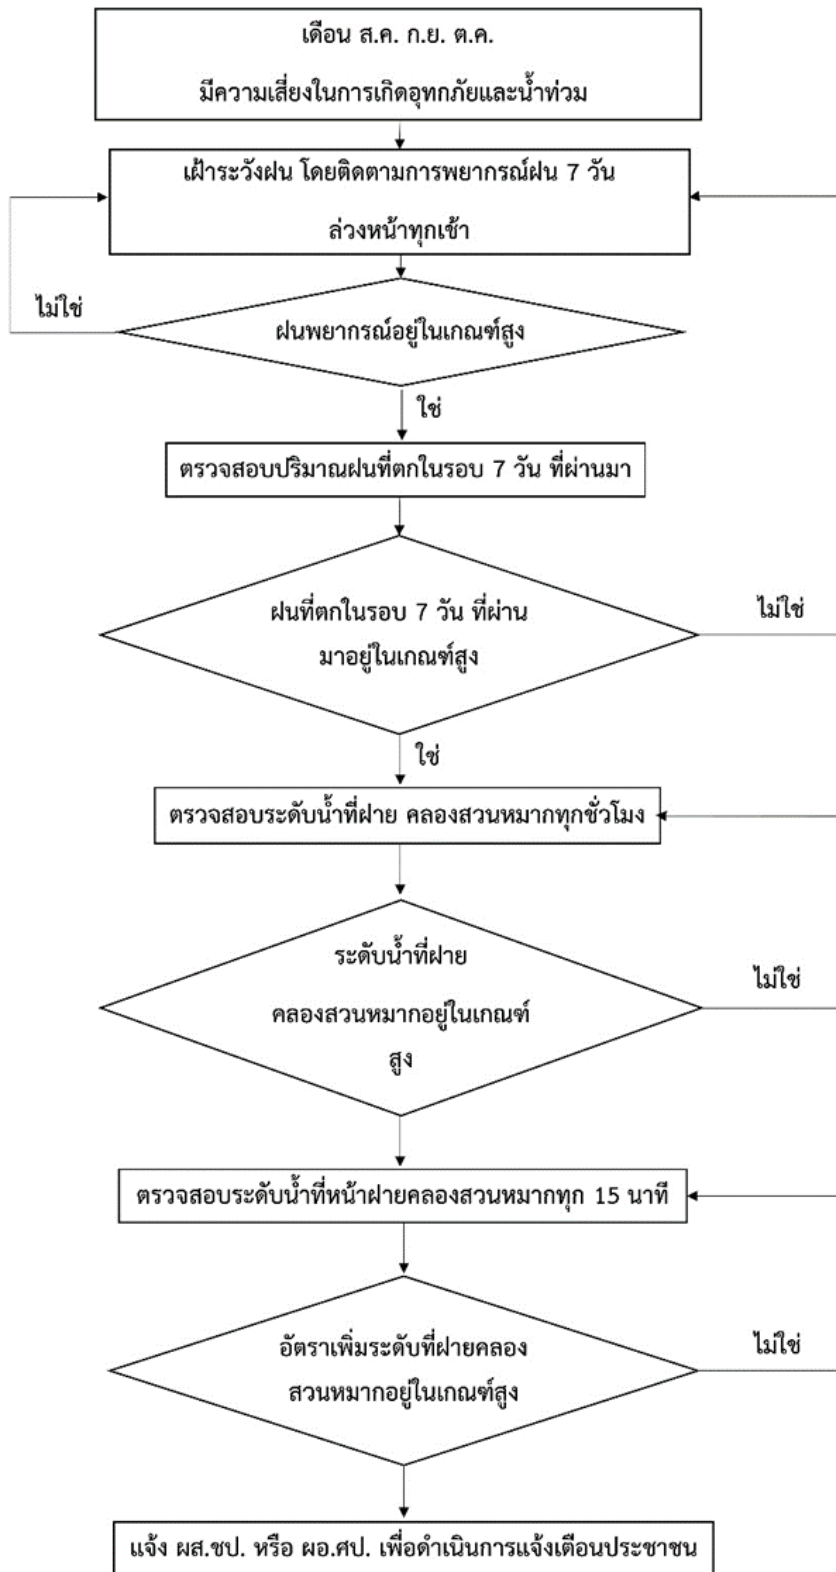 เดือน ส.ค. ก.ย. ต.ค.
มีความเสี่ยงในการเกิดอุทกภัยและน้ำท่วม
เฝ้าระวังฝน โดยติดตามการพยากรณ์ฝน 7 วัน
ล่วงหน้าทุกเช้า
ไม่ใช่
ฝนพยากรณ์อยู่ในเกณฑ์สูง
ใช่
ตรวจสอบปริมาณฝนที่ตกในรอบ 7 วัน ที่ผ่านมา
ฝนที่ตกในรอบ 7 วัน ที่ผ่าน
มาอยู่ในเกณฑ์สูง
ไม่ใช่
ใช่
ตรวจสอบระดับน้ำที่ฝาย คลองสวนหมากทุกชั่วโมง
ระดับน้ำที่ฝาย
คลองสวนหมากอยู่ในเกณฑ์
สูง
ไม่ใช่
ตรวจสอบระดับน้ำที่หน้าฝายคลองสวนหมากทุก 15 นาที
อัตราเพิ่มระดับที่ฝายคลอง
สวนหมากอยู่ในเกณฑ์สูง
ไม่ใช่
แจ้ง ผส.ชป. หรือ ผอ.ศป. เพื่อดำเนินการแจ้งเตือนประชาชน